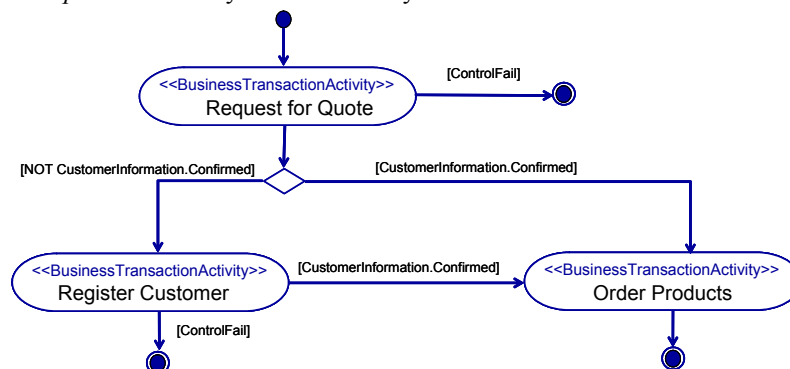 <<BusinessTransactionActivity>>
Request for Quote
[ControlFail]
[NOT CustomerInformation.Confirmed]
[CustomerInformation.Confirmed]
<<BusinessTransactionActivity>>
Register Customer
[CustomerInformation.Confirmed]
<<BusinessTransactionActivity>>
Order Products
[ControlFail]